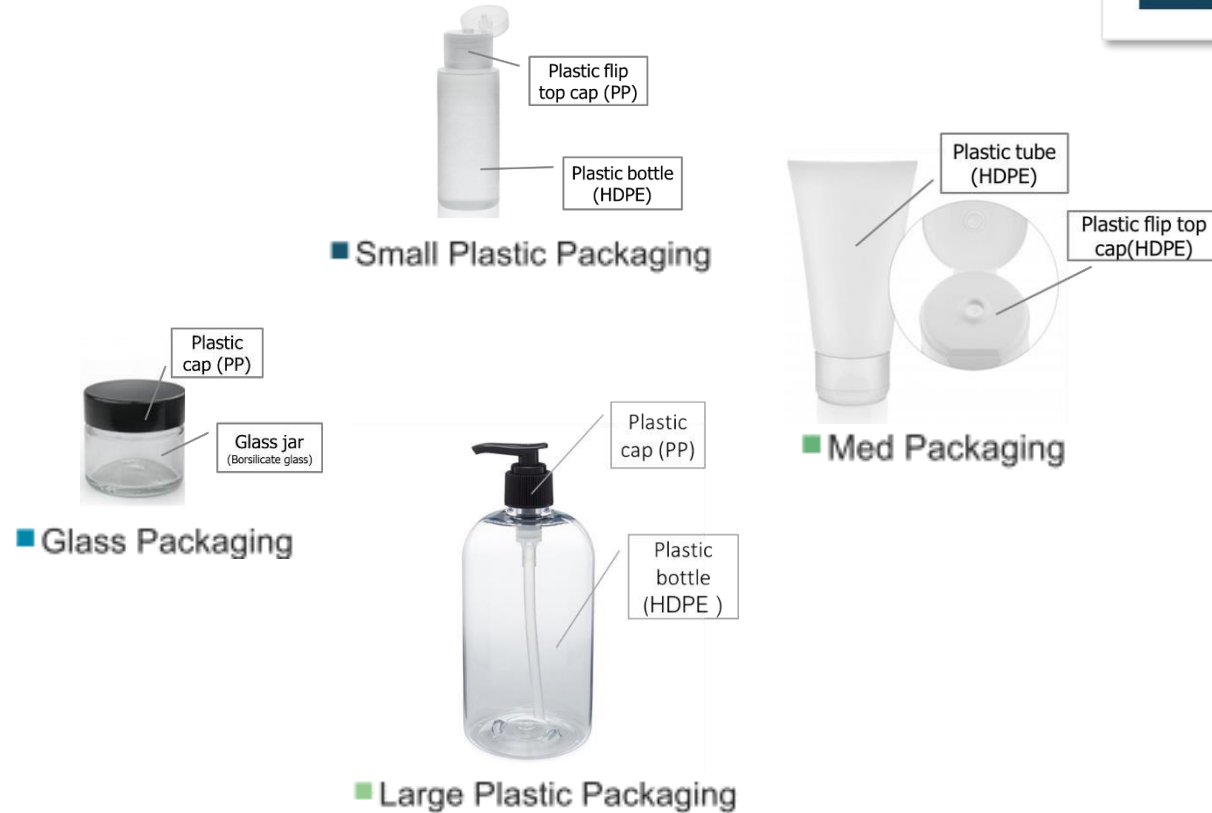 Plastic flip
top cap (PP)
Plastic bottle
(HDPE)
Small Plastic Packaging
Plastic tube
(HDPE)
Plastic flip top
cap(HDPE)
Med Packaging
Plastic
cap (PP)
Glass jar
(Borsilicate glass)
Glass Packaging
Plastic
cap (PP)
Plastic
bottle
(HDPE )
Large Plastic Packaging